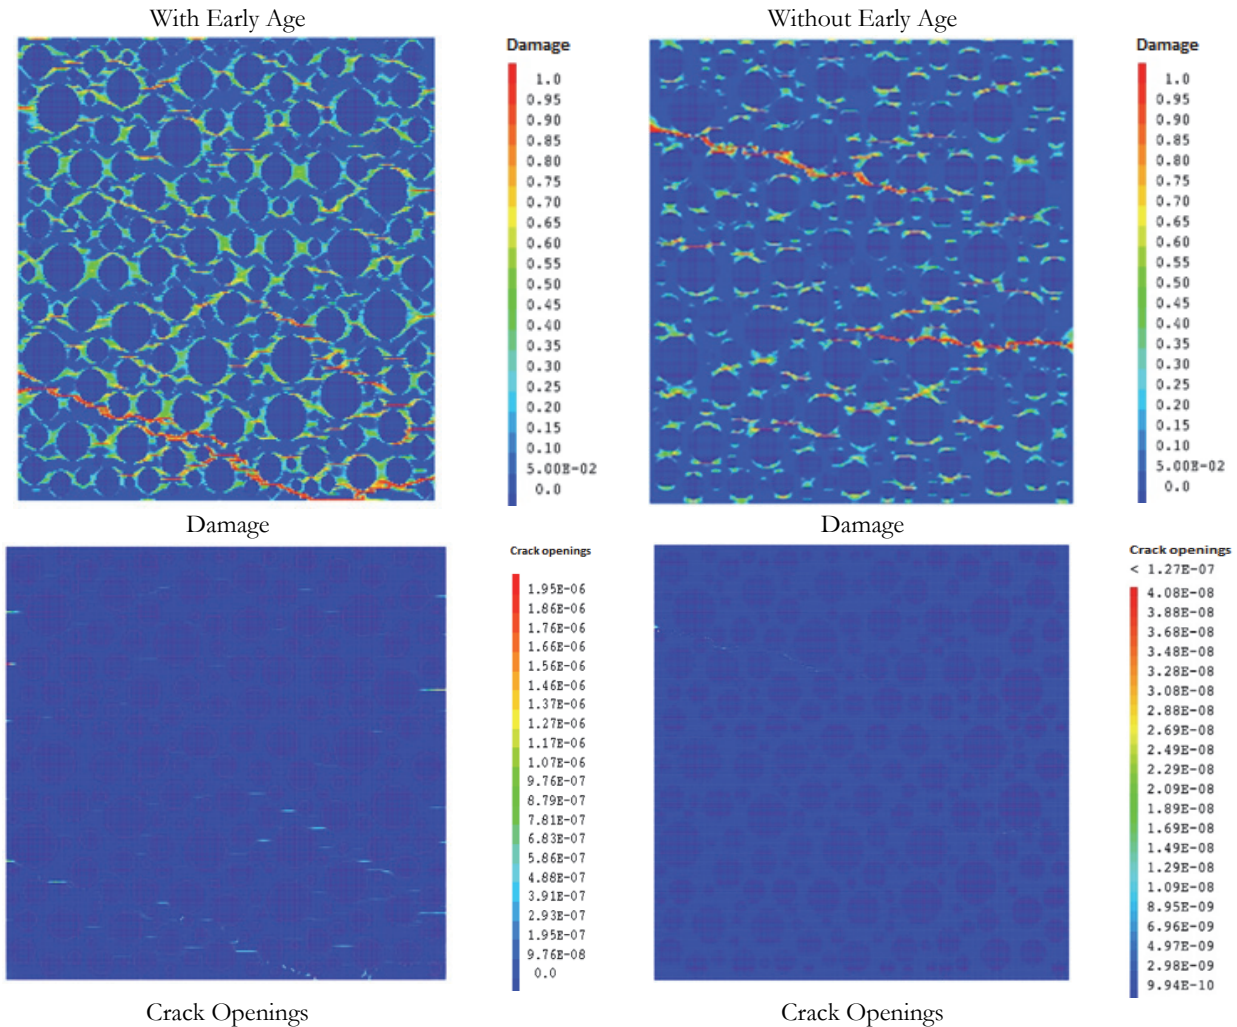 With Early Age
Without Early Age
Damage
1.0
0.95
0.90
0.85
0.80
0.75
0.70
0.65
0.60
0.55
0.50
0.45
0.40
0.35
0.30
0.25
0.20
0.15
0.10
5.00E-02
0.0
Damage
1.0
0.95
0.90
0.85
0.80
0.75
0.70
0.65
0.60
0.55
0.50
0.45
0.40
0.35
0.30
0.25
0.20
0.15
0.10
5.00E-02
0.0
Damage
Damage
Crack openings
1.95E-06
1.86E-06
1.76E-06
1.66E-06
1.56E-06
1.46E-06
1.37E-06
1.27E-06
1.17E-06
1.07E-06
9.76E-07
8.79E-07
7.81E-07
6.83E-07
5.86E-07
4.88E-07
3.91E-07
2.93E-07
1.95E-07
9.76E-08
0.0
Crack openings
< 1.27E-07
4.08E-08
3.88E-08
3.68E-08
3.48E-08
3.28E-08
3.08E-08
2.88E-08
2.69E-08
2.49E-08
2.29E-08
2.09E-08
1.89E-08
1.69E-08
1.49E-08
1.29E-08
1.09E-08
8.95E-09
6.96E-09
4.97E-09
2.98E-09
9.94E-10
Crack Openings
Crack Openings